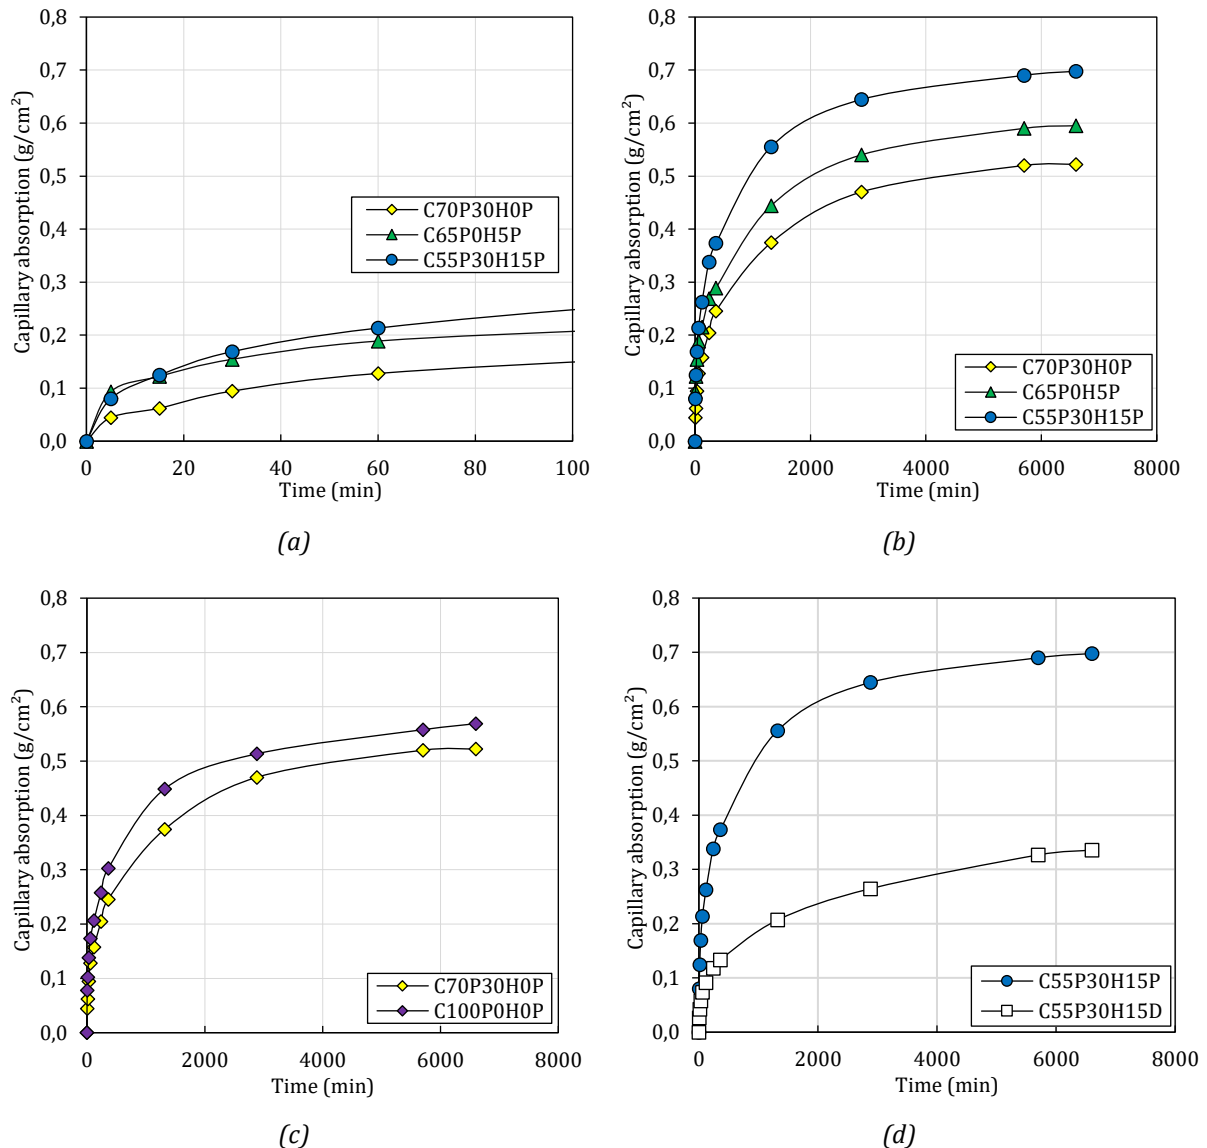 0,8
0,7
0,6
0,5
0,4
0,3
0,2
0,1
0,0
Capillary absorption (g/cm²)
C70P30H0P
C65P0H5P
C55P30H15P
0 20 40 60 80 100
Time (min)
(a)
0,8
0,7
0,6
0,5
0,4
0,3
0,2
0,1
0,0
Capillary absorption (g/cm²)
C70P30H0P
C65P0H5P
C55P30H15P
0 2000 4000 6000 8000
Time (min)
(b)
0,8
0,7
0,6
0,5
0,4
0,3
0,2
0,1
0,0
Capillary absorption (g/cm²)
C70P30H0P
C100P0H0P
0 2000 4000 6000 8000
Time (min)
(c)
0,8
0,7
0,6
0,5
0,4
0,3
0,2
0,1
0,0
Capillary absorption (g/cm²)
C55P30H15P
C55P30H15D
0 2000 4000 6000 8000
Time (min)
(d)